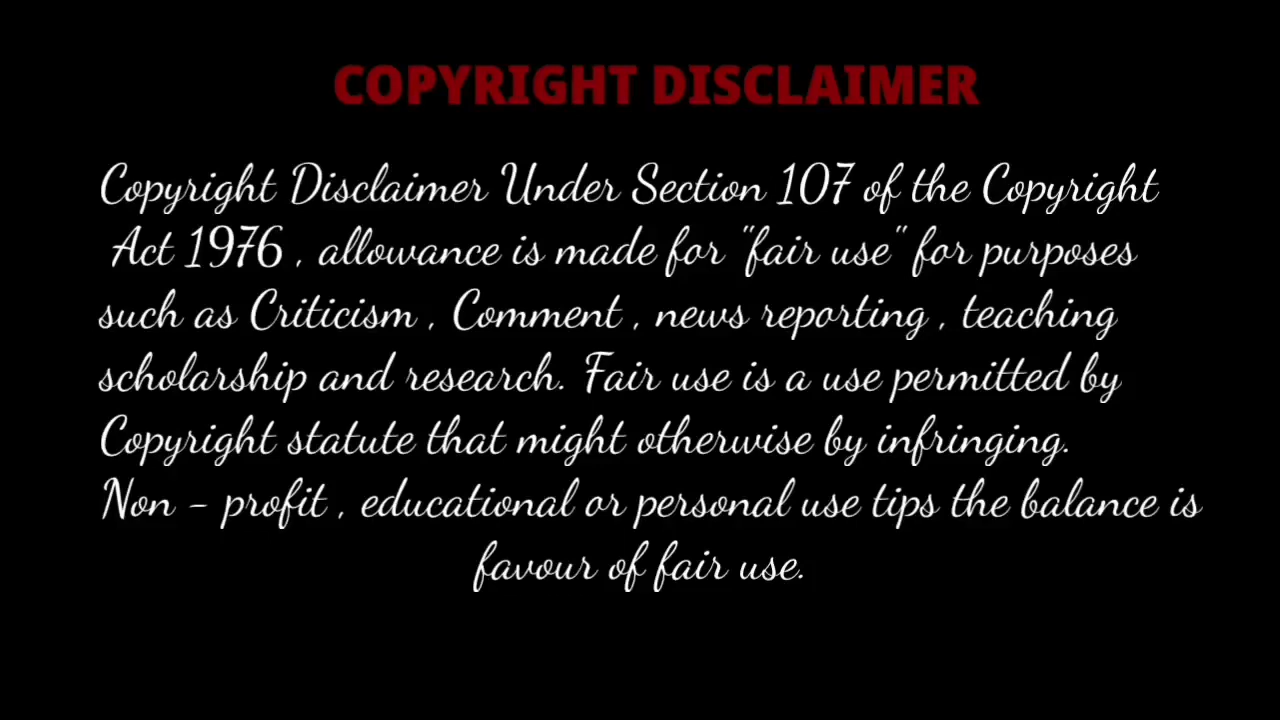 COPYRIGHT DISCLAIMER
Copyright Disclaimer Under Section 107 of the Copyright
Act 1976 , allowance is made for "fair use" for purposes
such as Criticism , Comment , news reporting , teaching
scholarship and research. Fair use is a use permitted by
Copyright statute that might otherwise by infringing.
Non - profit , educational or personal use tips the balance is
favour of fair use.